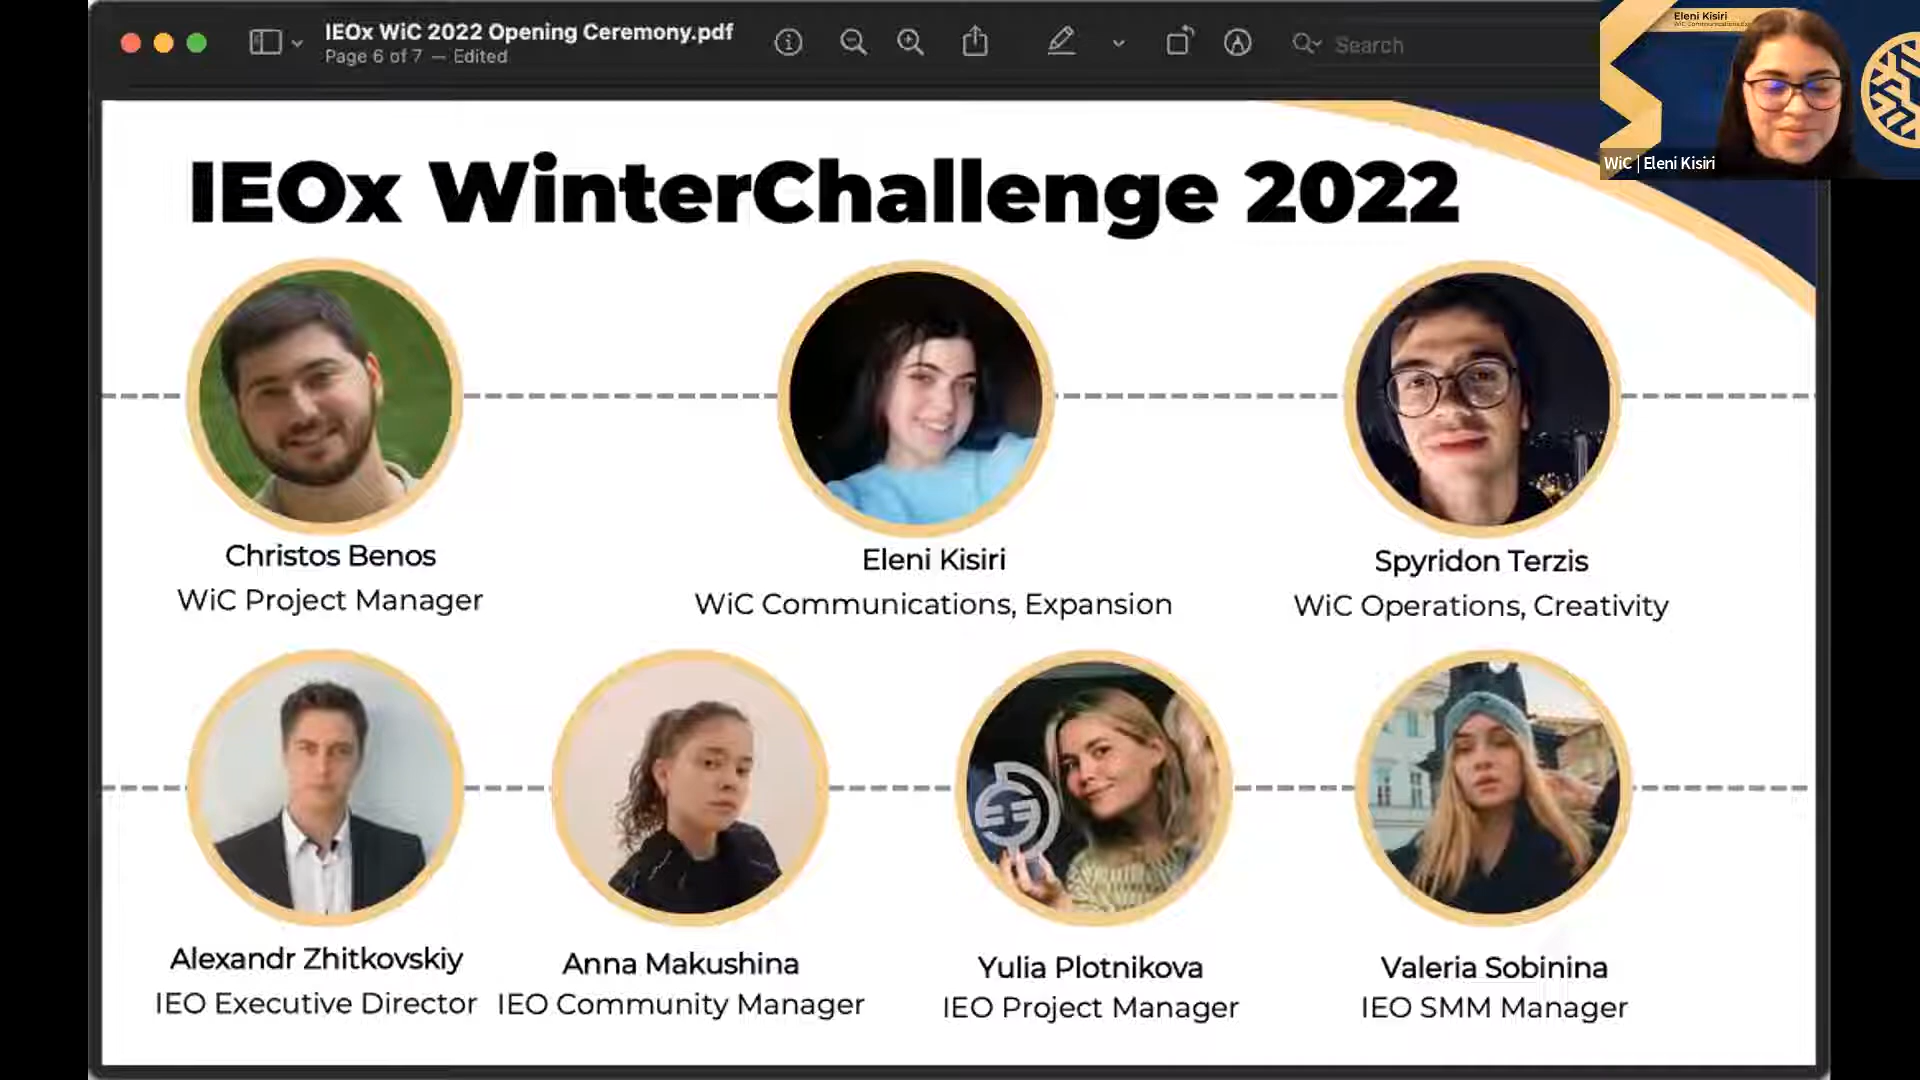 IEOx WiC 2022 Opening Ceremony.pdf
Page 6 of 7 — Edited
Search
Eleni Kisiri
WiC | Eleni Kisiri
IEOx WinterChallenge 2022
Christos Benos
WiC Project Manager
Eleni Kisiri
WiC Communications, Expansion
Spyridon Terzis
WiC Operations, Creativity
Alexandr Zhitkovskiy
IEO Executive Director
Anna Makushina
IEO Community Manager
Yulia Plotnikova
IEO Project Manager
Valeria Sobinina
IEO SMM Manager